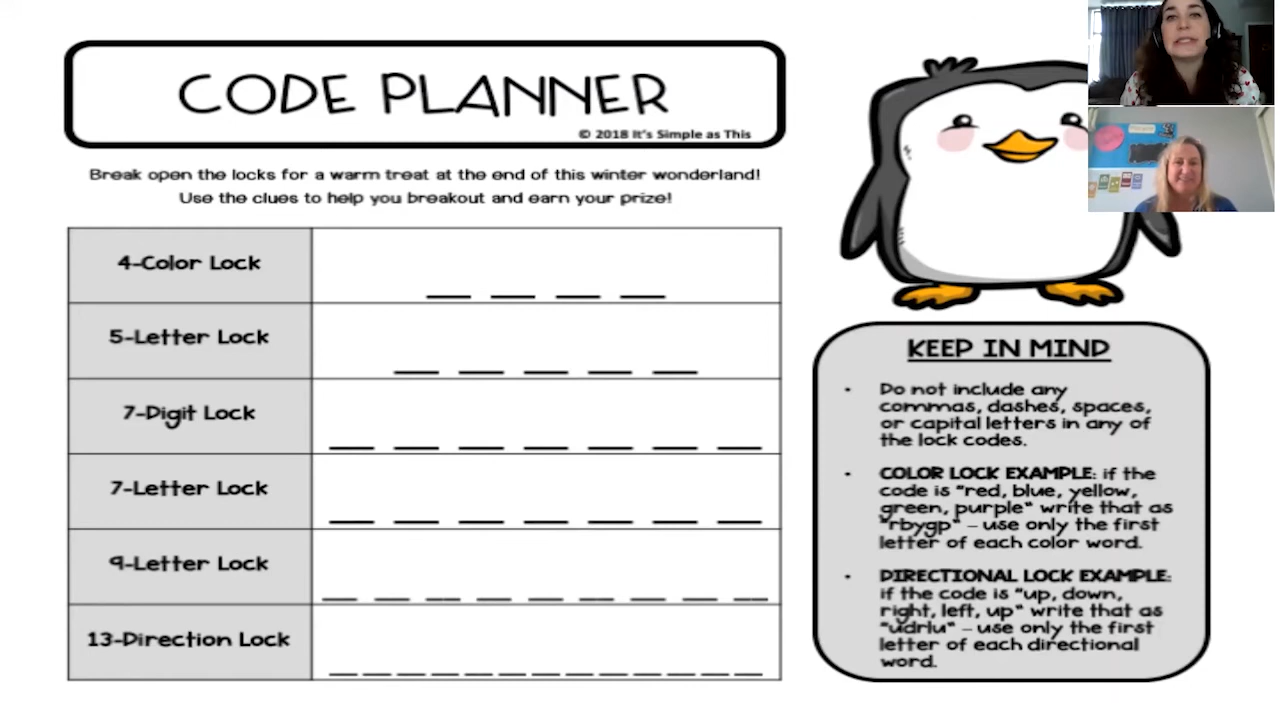 CODE PLANNER
© 2018 It's Simple as This
Break open the locks for a warm treat at the end of this winter wonderland!
Use the clues to help you breakout and earn your prize!
4-Color Lock
5-Letter Lock
7-Digit Lock
7-Letter Lock
9-Letter Lock
13-Direction Lock
KEEP IN MIND
• Do not include any
commas, dashes, spaces,
or capital letters in any of
the lock codes.
• COLOR LOCK EXAMPLE: if the
code is "red, blue, yellow,
green, purple" write that as
"rbygp" – use only the first
letter of each color word.
• DIRECTIONAL LOCK EXAMPLE:
if the code is "up, down,
right, left, up" write that as
"udrlu" – use only the first
letter of each directional
word.